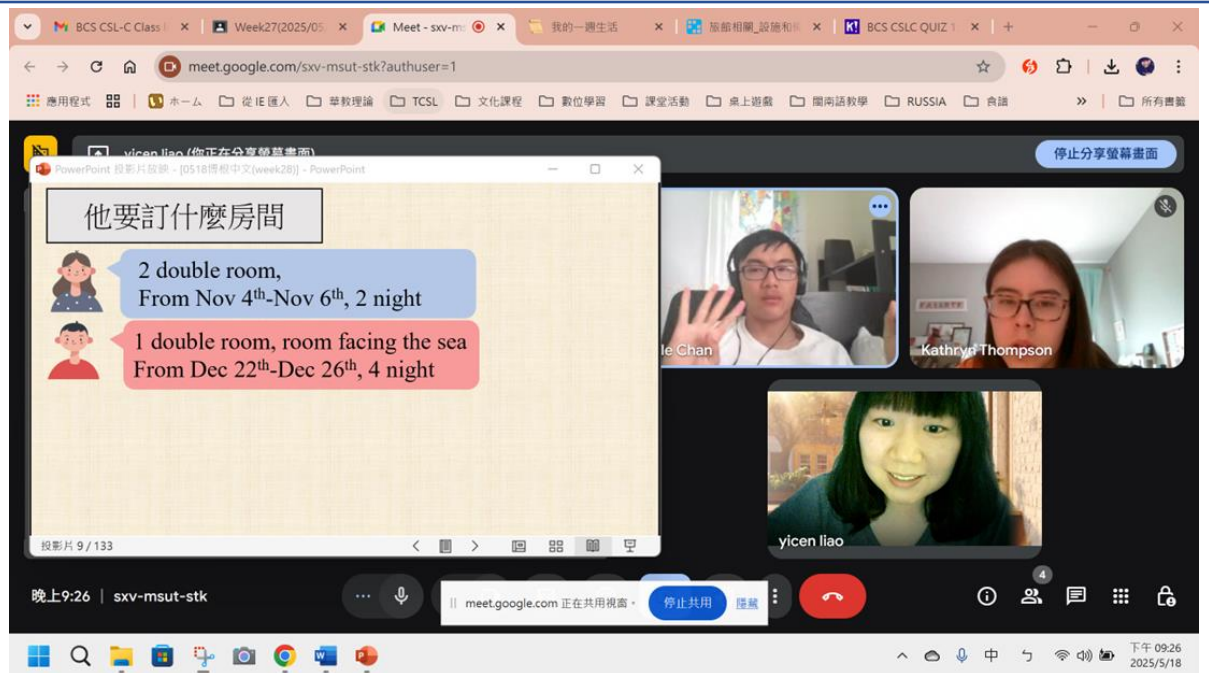 BCS CSL-C Class
Week27(2025/05
Meet - sxv-m
我的一週生活
旅館相關_設施和
BCS CSLC QUIZ 1
meet.google.com/sxv-msut-stk?authuser=1
應用程式
ホーム
從IE匯入
華教理論
TCSL
文化課程
數位學習
課堂活動
桌上遊戲
閩南語教學
RUSSIA
台語
所有書籤
yicen liao (你正在分享螢幕畫面)
停止分享螢幕畫面
PowerPoint 投影片放映 - [0518博根中文(week28)] - PowerPoint
他要訂什麼房間
2 double room,
From Nov 4th-Nov 6th, 2 night
1 double room, room facing the sea
From Dec 22th-Dec 26th, 4 night
投影片 9 / 133
le Chan
Kathryn Thompson
yicen liao
晚上9:26 | sxv-msut-stk
meet.google.com 正在共用視窗。
停止共用
隱藏
4
中
ㄅ
下午 09:26
2025/5/18